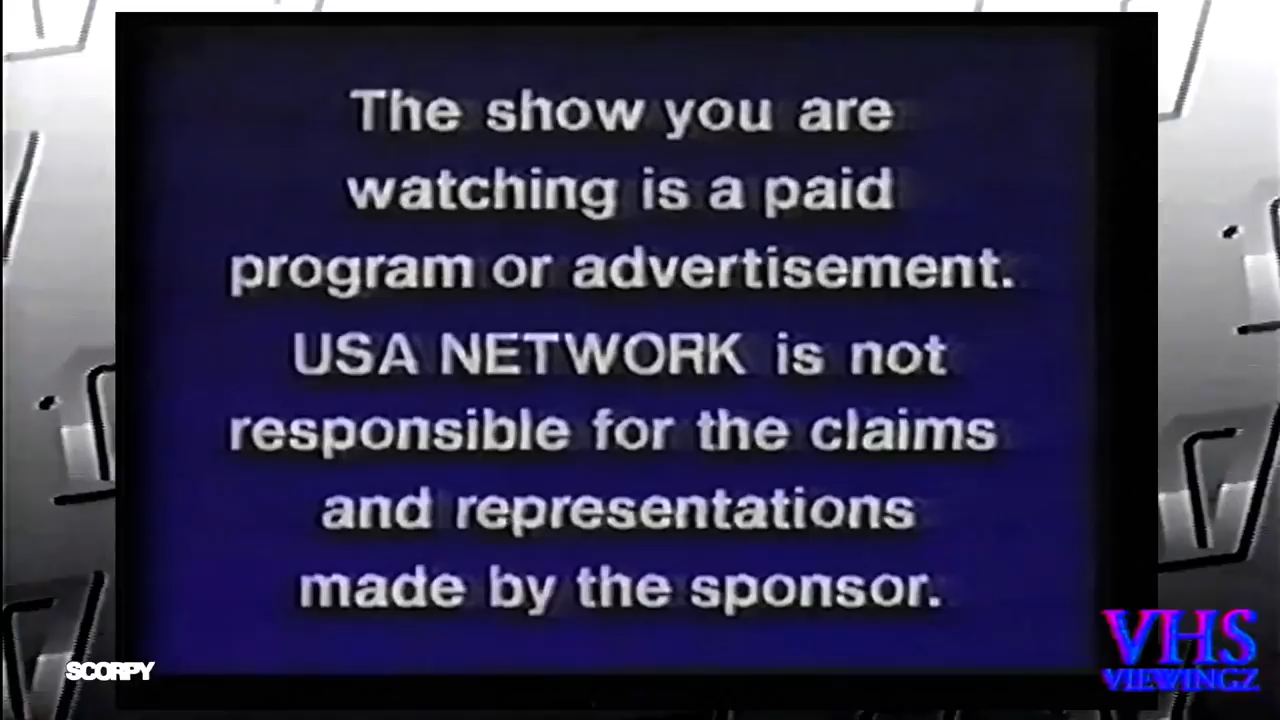 The show you are
watching is a paid
program or advertisement.
USA NETWORK is not
responsible for the claims
and representations
made by the sponsor.
SCORPY
VHS
VIEWINGZ